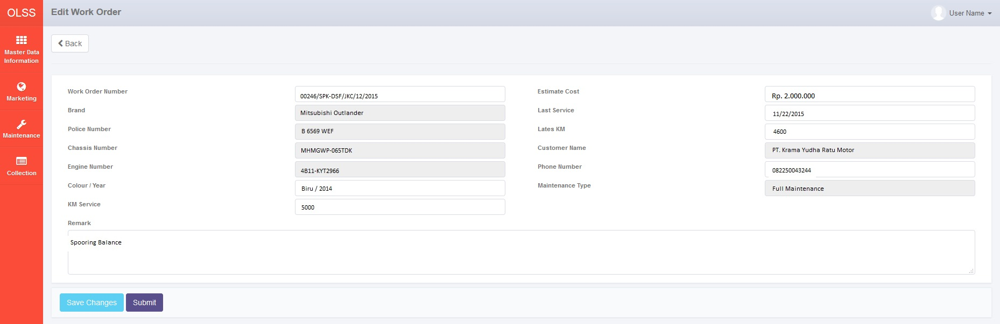 OLSS
Edit Work Order
User Name
Master Data
Information
Marketing
Maintenance
Collection
Back
Work Order Number
00246/SPK-DSF/JKC/12/2015
Estimate Cost
Rp. 2.000.000
Brand
Mitsubishi Outlander
Last Service
11/22/2015
Police Number
B 6569 WEF
Lates KM
4600
Chassis Number
MHMGWP-065TDK
Customer Name
PT. Krama Yudha Ratu Motor
Engine Number
4B11-KYT2966
Phone Number
082250043244
Colour / Year
Biru / 2014
Maintenance Type
Full Maintenance
KM Service
5000
Remark
Spooring Balance
Save Changes
Submit